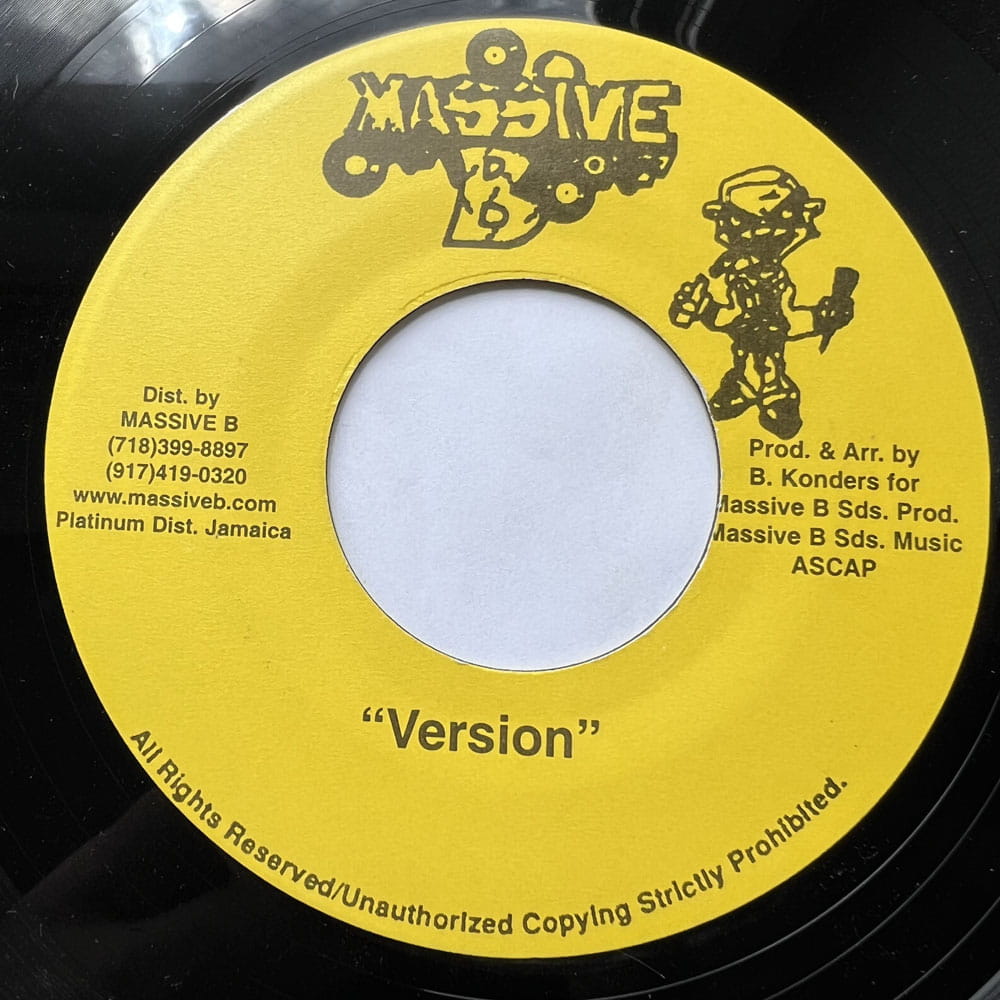 MASSIVE
B
Dist. by
MASSIVE B
(718)399-8897
(917)419-0320
www.massiveb.com
Platinum Dist. Jamaica
Prod. & Arr. by
B. Konders for
Massive B Sds. Prod.
Massive B Sds. Music
ASCAP
“Version”
All Rights Reserved/Unauthorized Copying Strictly Prohibited.